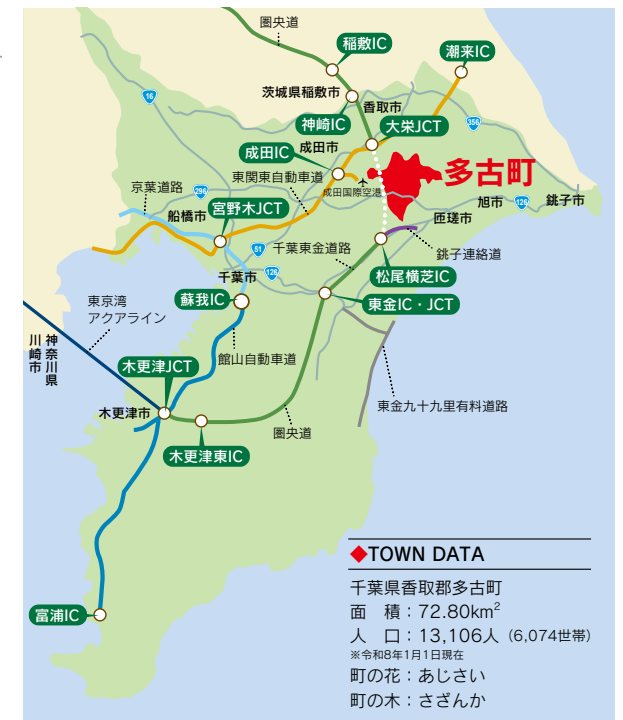 圏央道
稲敷IC
潮来IC
茨城県稲敷市
16
香取市
神崎IC
大栄JCT
356
成田市
成田IC
多古町
東関東自動車道
成田国際空港
京葉道路
296
旭市
銚子市
126
船橋市
宮野木JCT
匝瑳市
51
千葉東金道路
銚子連絡道
千葉市
126
松尾横芝IC
蘇我IC
東金IC・JCT
東京湾
アクアライン
神奈川県
川崎市
館山自動車道
木更津JCT
木更津市
東金九十九里有料道路
圏央道
木更津東IC
富浦IC
◆TOWN DATA
千葉県香取郡多古町
面　積：72.80km²
人　口：13,106人（6,074世帯）
※令和8年1月1日現在
町の花：あじさい
町の木：さざんか